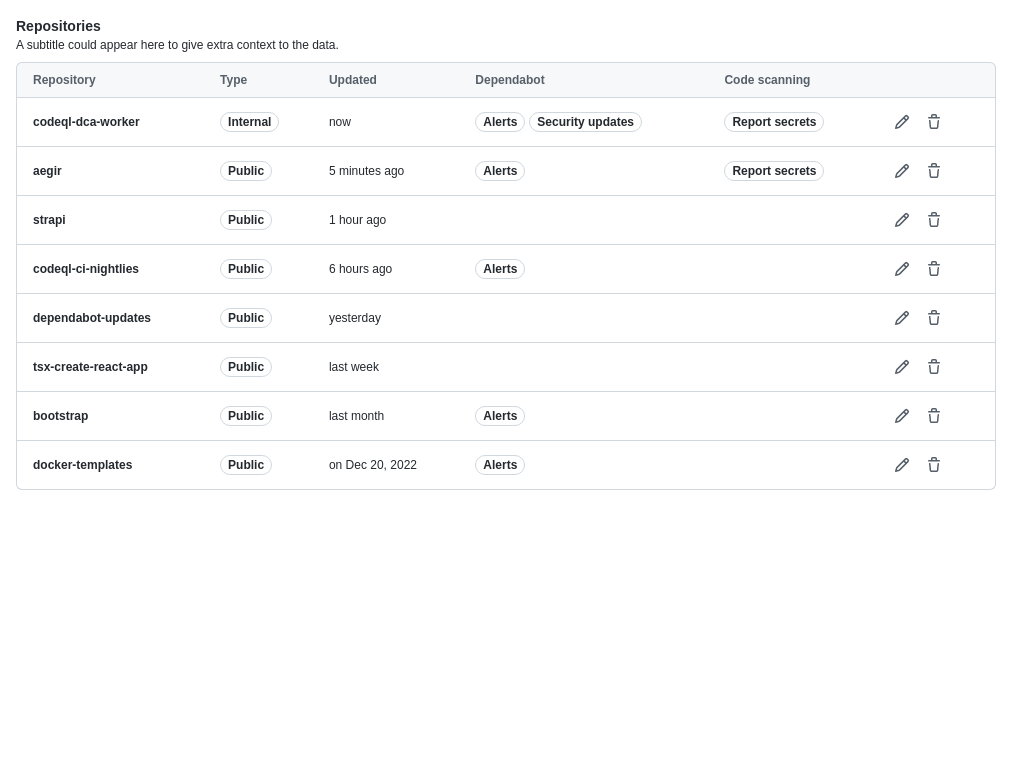 Repositories
A subtitle could appear here to give extra context to the data.
Repository Type Updated Dependabot Code scanning
codeql-dca-worker Internal now Alerts Security updates Report secrets
aegir Public 5 minutes ago Alerts Report secrets
strapi Public 1 hour ago
codeql-ci-nightlies Public 6 hours ago Alerts
dependabot-updates Public yesterday
tsx-create-react-app Public last week
bootstrap Public last month Alerts
docker-templates Public on Dec 20, 2022 Alerts